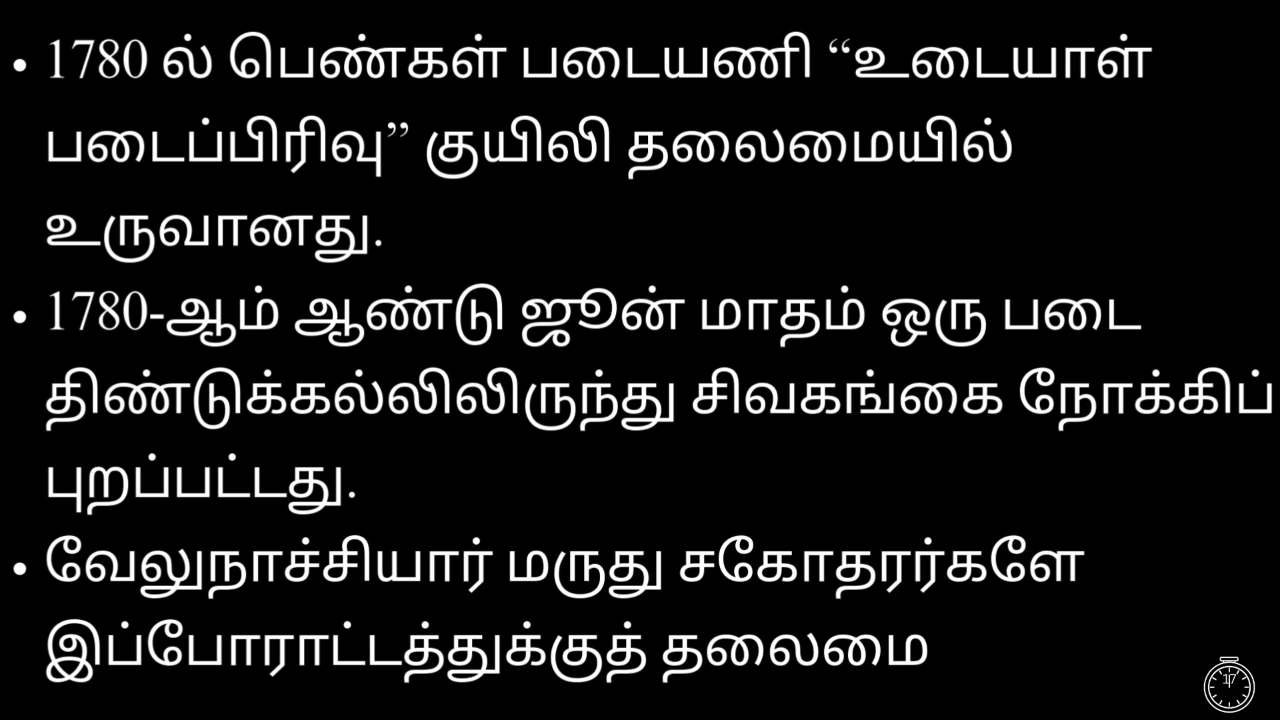 • 1780 ல் பெண்கள் படையணி “உடையாள்
படைப்பிரிவு” குயிலி தலைமையில்
உருவானது.
• 1780-ஆம் ஆண்டு ஜூன் மாதம் ஒரு படை
திண்டுக்கல்லிலிருந்து சிவகங்கை நோக்கிப்
புறப்பட்டது.
• வேலுநாச்சியார் மருது சகோதரர்களே
இப்போராட்டத்துக்குத் தலைமை
17